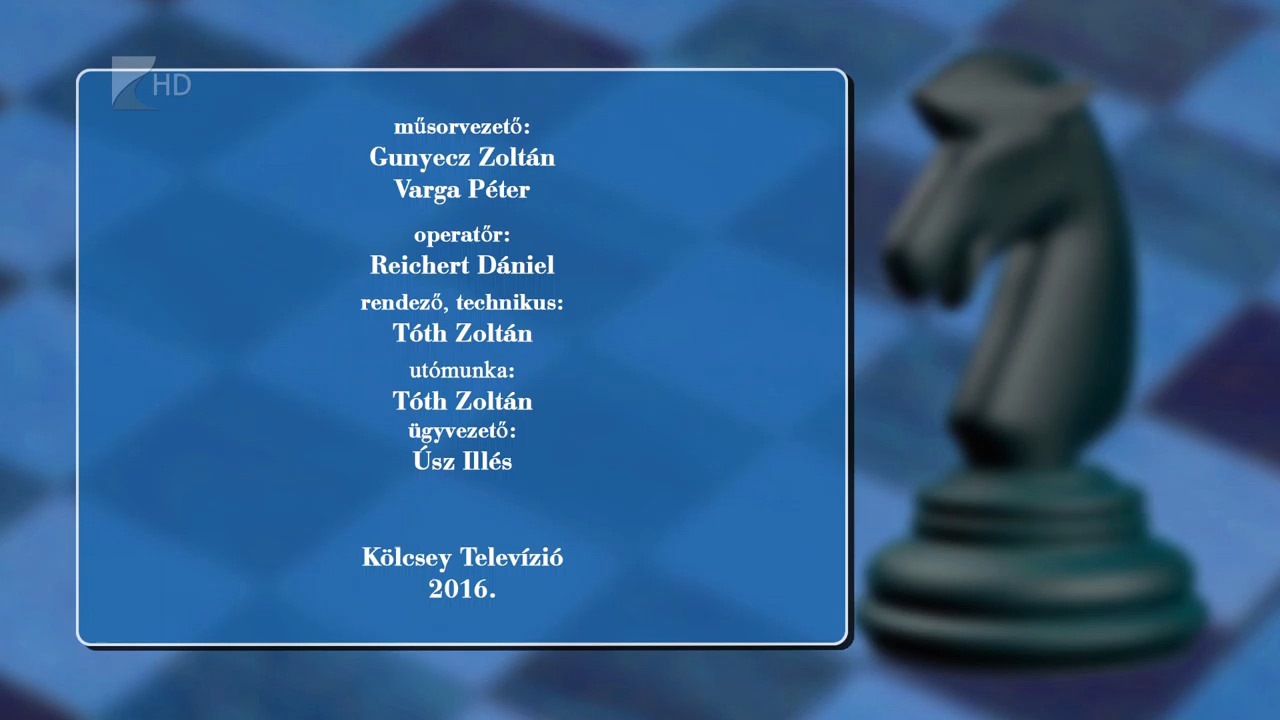 HD
műsorvezető:
Gunyecz Zoltán
Varga Péter
operatőr:
Reichert Dániel
rendező, technikus:
Tóth Zoltán
utómunka:
Tóth Zoltán
ügyvezető:
Úsz Illés
Kölcsey Televízió
2016.